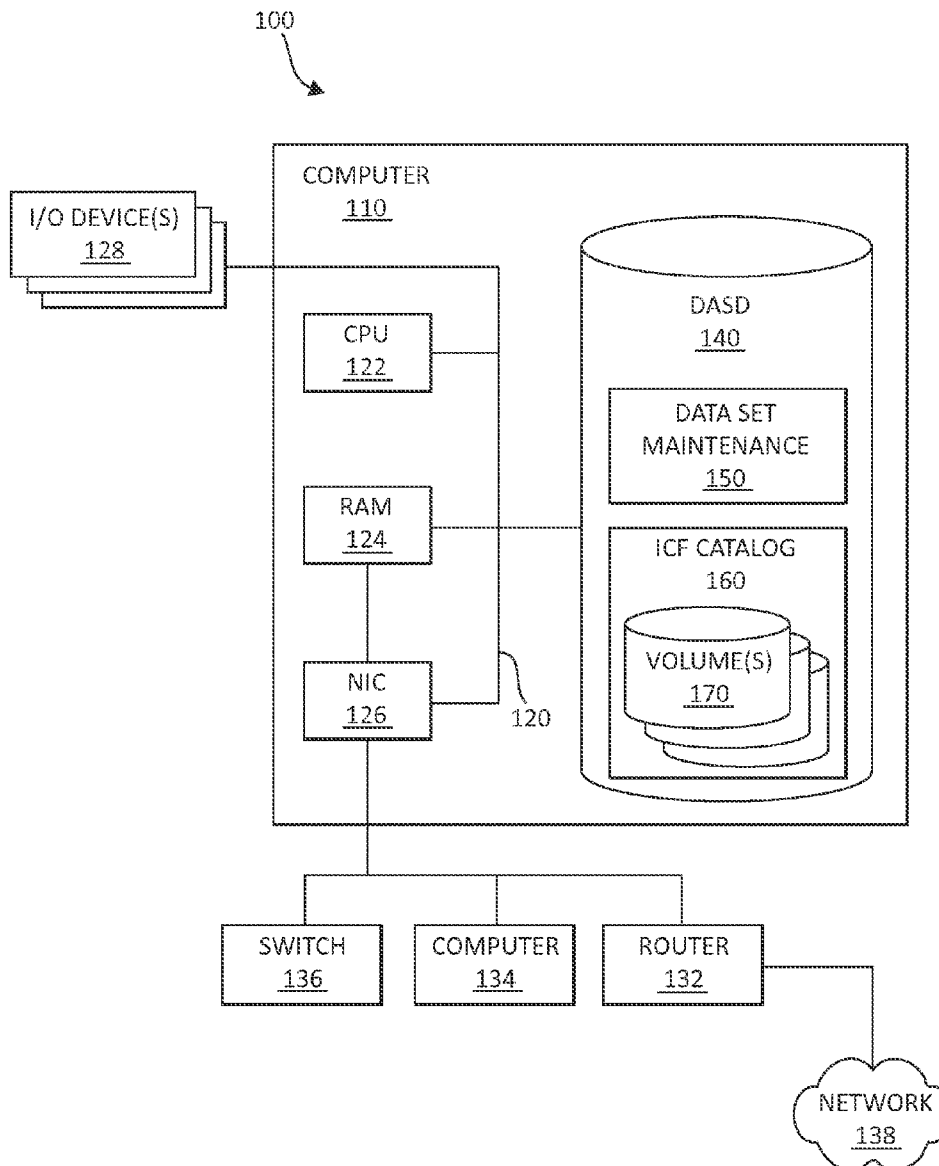 100
COMPUTER
110
I/O DEVICE(S)
128
CPU
122
DASD
140
DATA SET
MAINTENANCE
150
RAM
124
ICF CATALOG
160
VOLUME(S)
170
NIC
126
120
SWITCH
136
COMPUTER
134
ROUTER
132
NETWORK
138